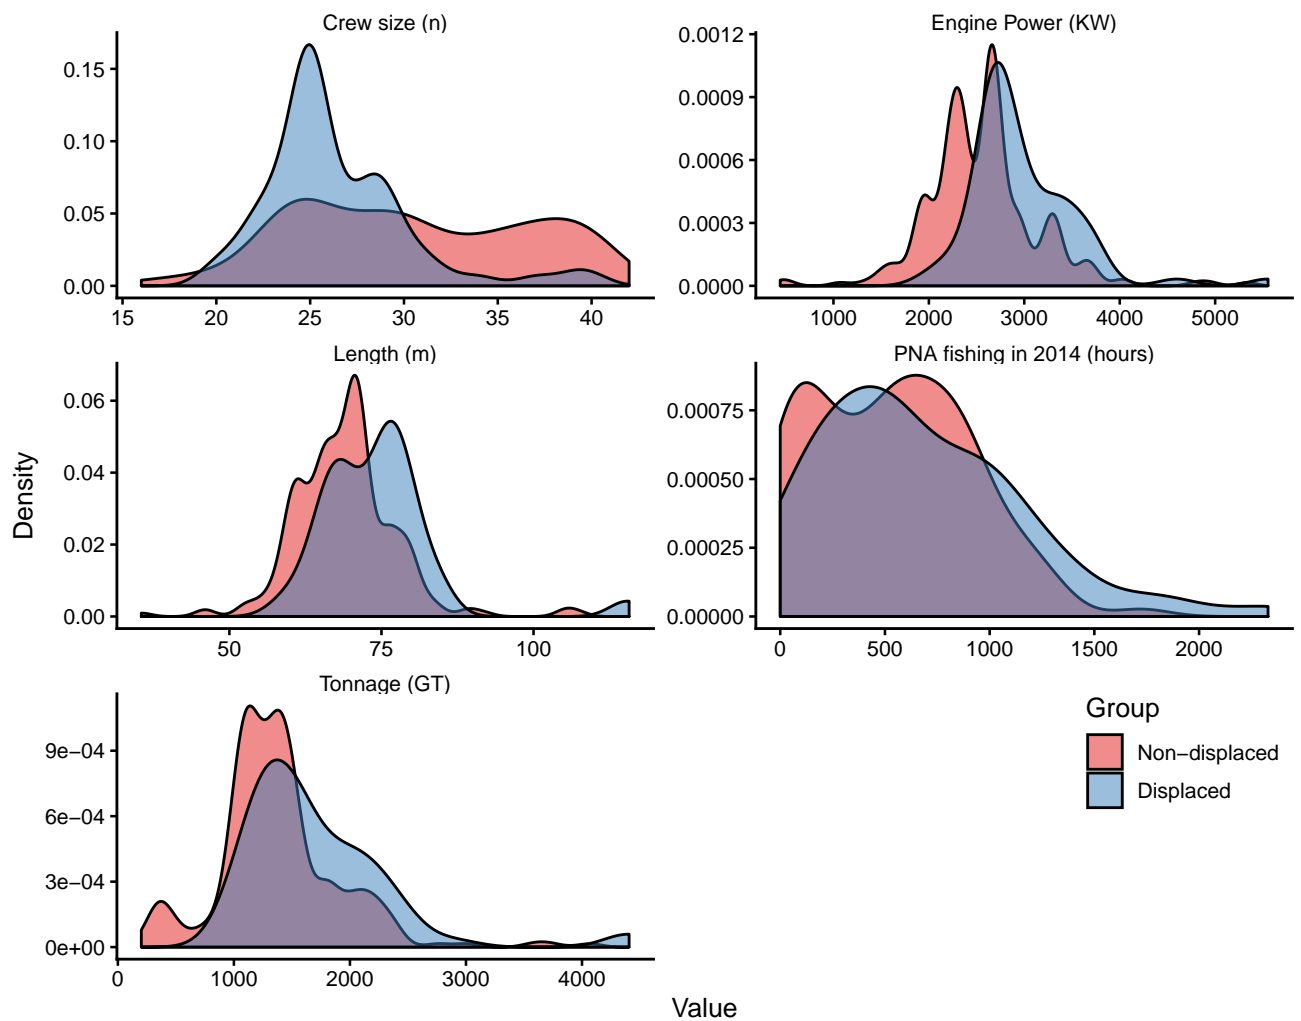 Crew size (n)
0.15
0.10
0.05
0.00
15 20 25 30 35 40
Engine Power (KW)
0.0012
0.0009
0.0006
0.0003
0.0000
1000 2000 3000 4000 5000
Length (m)
0.06
0.04
0.02
0.00
50 75 100
PNA fishing in 2014 (hours)
0.00075
0.00050
0.00025
0.00000
0 500 1000 1500 2000
Tonnage (GT)
9e−04
6e−04
3e−04
0e+00
0 1000 2000 3000 4000
Density
Value
Group
Non−displaced
Displaced